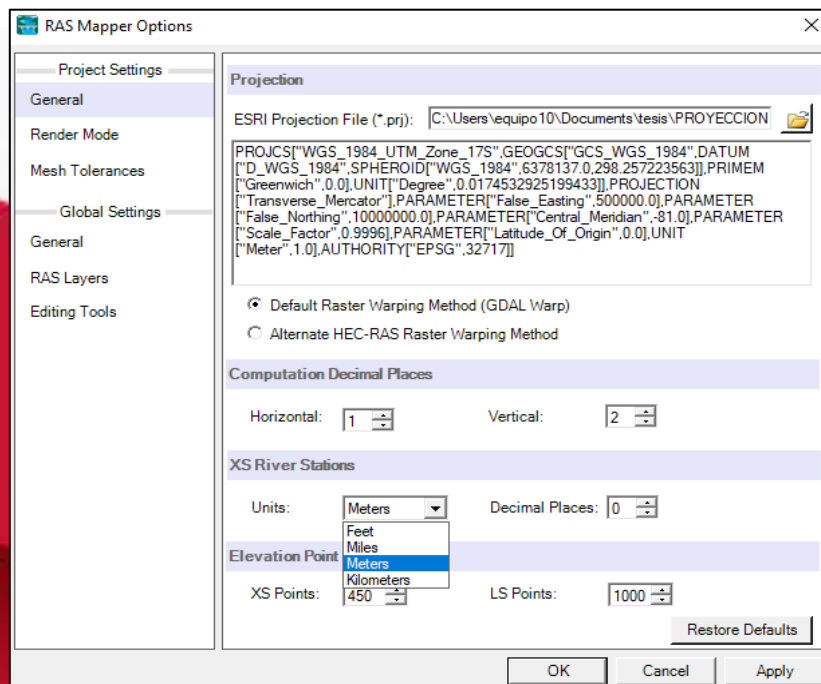 RAS Mapper Options
Project Settings
General
Render Mode
Mesh Tolerances
Global Settings
General
RAS Layers
Editing Tools
Projection
ESRI Projection File (*.prj): C:\Users\equipo10\Documents\tesis\PROYECCION
PROJCS["WGS_1984_UTM_Zone_17S",GEOGCS["GCS_WGS_1984",DATUM
["D_WGS_1984",SPHEROID["WGS_1984",6378137.0,298.257223563]],PRIMEM
["Greenwich",0.0],UNIT["Degree",0.0174532925199433]],PROJECTION
["Transverse_Mercator"],PARAMETER["False_Easting",500000.0],PARAMETER
["False_Northing",10000000.0],PARAMETER["Central_Meridian",-81.0],PARAMETER
["Scale_Factor",0.9996],PARAMETER["Latitude_Of_Origin",0.0],UNIT
["Meter",1.0],AUTHORITY["EPSG",32717]]
Default Raster Warping Method (GDAL Warp)
Alternate HEC-RAS Raster Warping Method
Computation Decimal Places
Horizontal: 1 Vertical: 2
XS River Stations
Units: Meters Decimal Places: 0
Feet
Miles
Meters
Kilometers
Elevation Point
XS Points: 450 LS Points: 1000
Restore Defaults
OK Cancel Apply